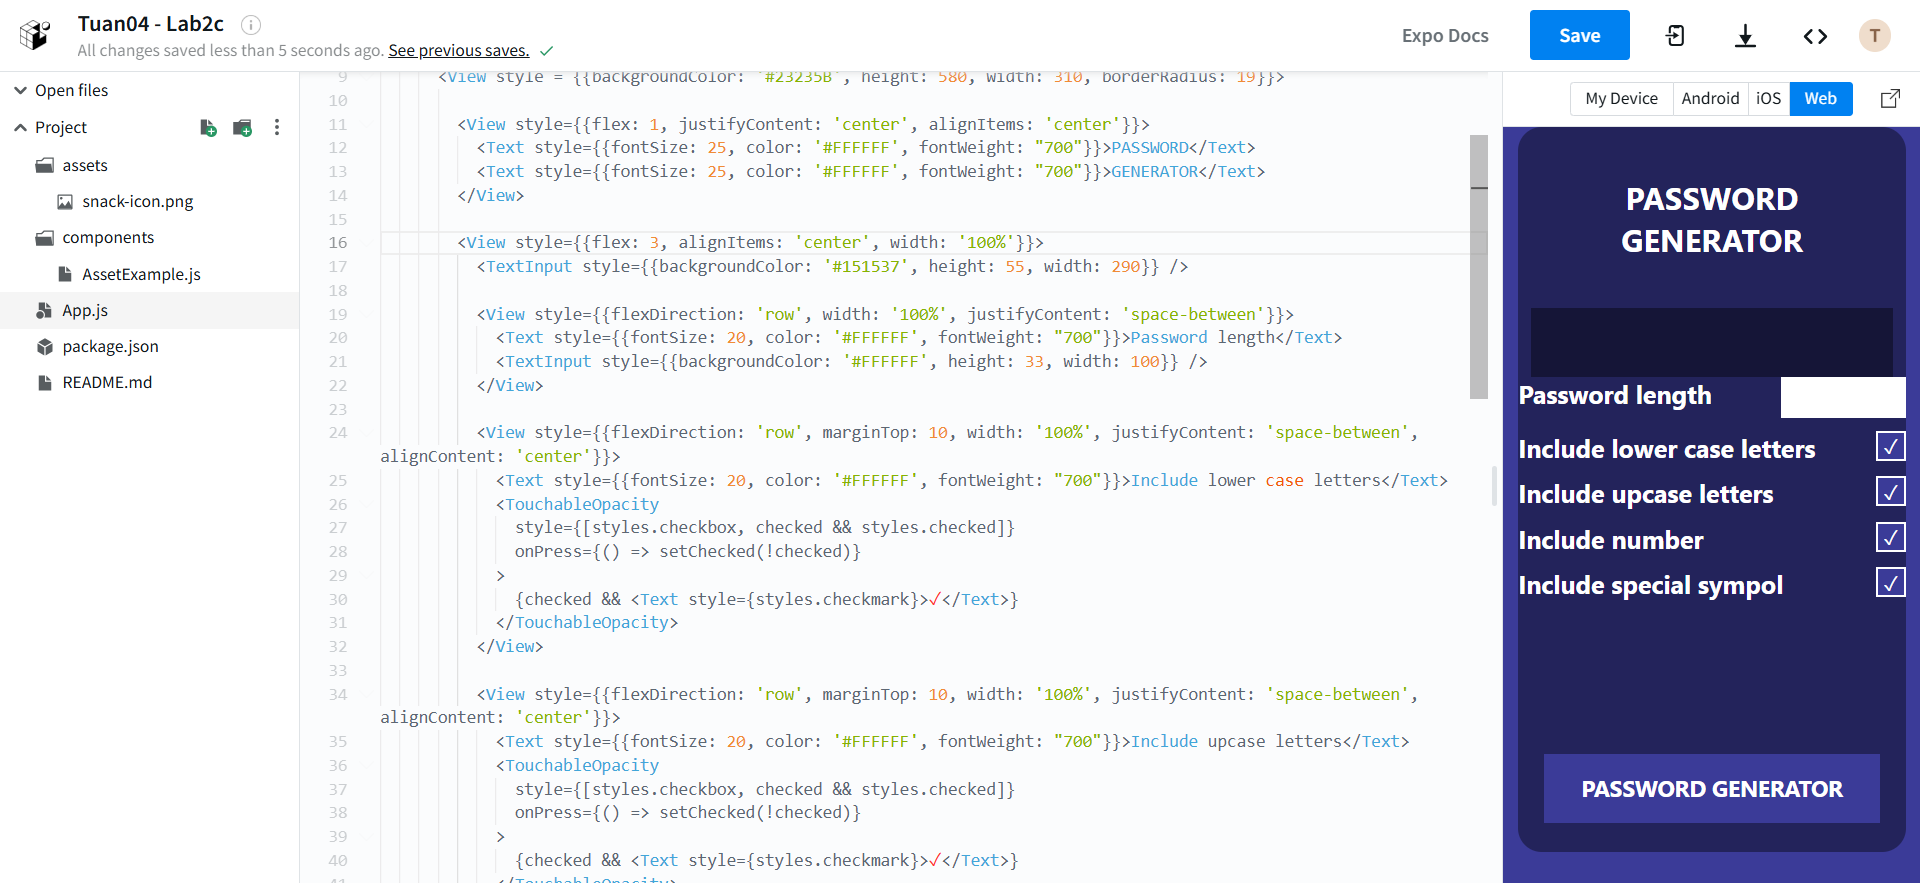 Tuan04 - Lab2c
All changes saved less than 5 seconds ago. See previous saves. ✓
Expo Docs
Save
T
Open files
Project
assets
snack-icon.png
components
AssetExample.js
App.js
package.json
README.md
9 <View style = {{backgroundColor: '#23235B', height: 580, width: 310, borderRadius: 19}}>
10
11 <View style={{flex: 1, justifyContent: 'center', alignItems: 'center'}}>
12 <Text style={{fontSize: 25, color: '#FFFFFF', fontWeight: "700"}}>PASSWORD</Text>
13 <Text style={{fontSize: 25, color: '#FFFFFF', fontWeight: "700"}}>GENERATOR</Text>
14 </View>
15
16 <View style={{flex: 3, alignItems: 'center', width: '100%'}}>
17 <TextInput style={{backgroundColor: '#151537', height: 55, width: 290}} />
18
19 <View style={{flexDirection: 'row', width: '100%', justifyContent: 'space-between'}}>
20 <Text style={{fontSize: 20, color: '#FFFFFF', fontWeight: "700"}}>Password length</Text>
21 <TextInput style={{backgroundColor: '#FFFFFF', height: 33, width: 100}} />
22 </View>
23
24 <View style={{flexDirection: 'row', marginTop: 10, width: '100%', justifyContent: 'space-between',
alignContent: 'center'}}>
25 <Text style={{fontSize: 20, color: '#FFFFFF', fontWeight: "700"}}>Include lower case letters</Text>
26 <TouchableOpacity
27 style={[styles.checkbox, checked && styles.checked]}
28 onPress={() => setChecked(!checked)}
29 >
30 {checked && <Text style={styles.checkmark}>✓</Text>}
31 </TouchableOpacity>
32 </View>
33
34 <View style={{flexDirection: 'row', marginTop: 10, width: '100%', justifyContent: 'space-between',
alignContent: 'center'}}>
35 <Text style={{fontSize: 20, color: '#FFFFFF', fontWeight: "700"}}>Include upcase letters</Text>
36 <TouchableOpacity
37 style={[styles.checkbox, checked && styles.checked]}
38 onPress={() => setChecked(!checked)}
39 >
40 {checked && <Text style={styles.checkmark}>✓</Text>}
41 </TouchableOpacity>
My Device
Android
iOS
Web
PASSWORD
GENERATOR
Password length
Include lower case letters ✓
Include upcase letters ✓
Include number ✓
Include special sympol ✓
PASSWORD GENERATOR